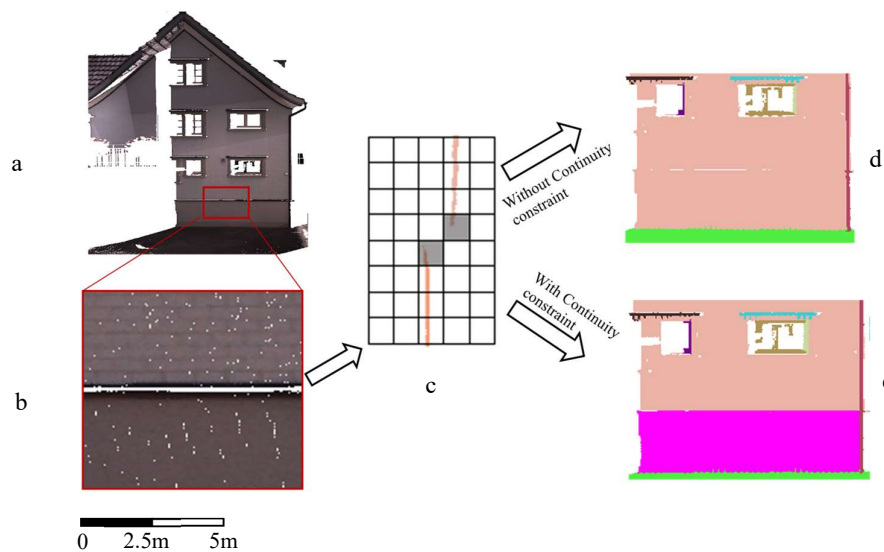 a
Without Continuity
constraint
d
With Continuity
constraint
b
c
0 2.5m 5m